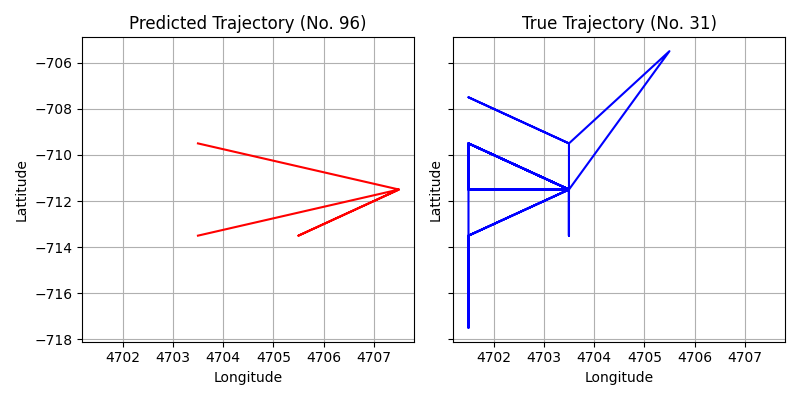 Predicted Trajectory (No. 96)
True Trajectory (No. 31)
−706
−708
−710
−712
−714
−716
−718
Lattitude
Lattitude
4702 4703 4704 4705 4706 4707
4702 4703 4704 4705 4706 4707
Longitude
Longitude